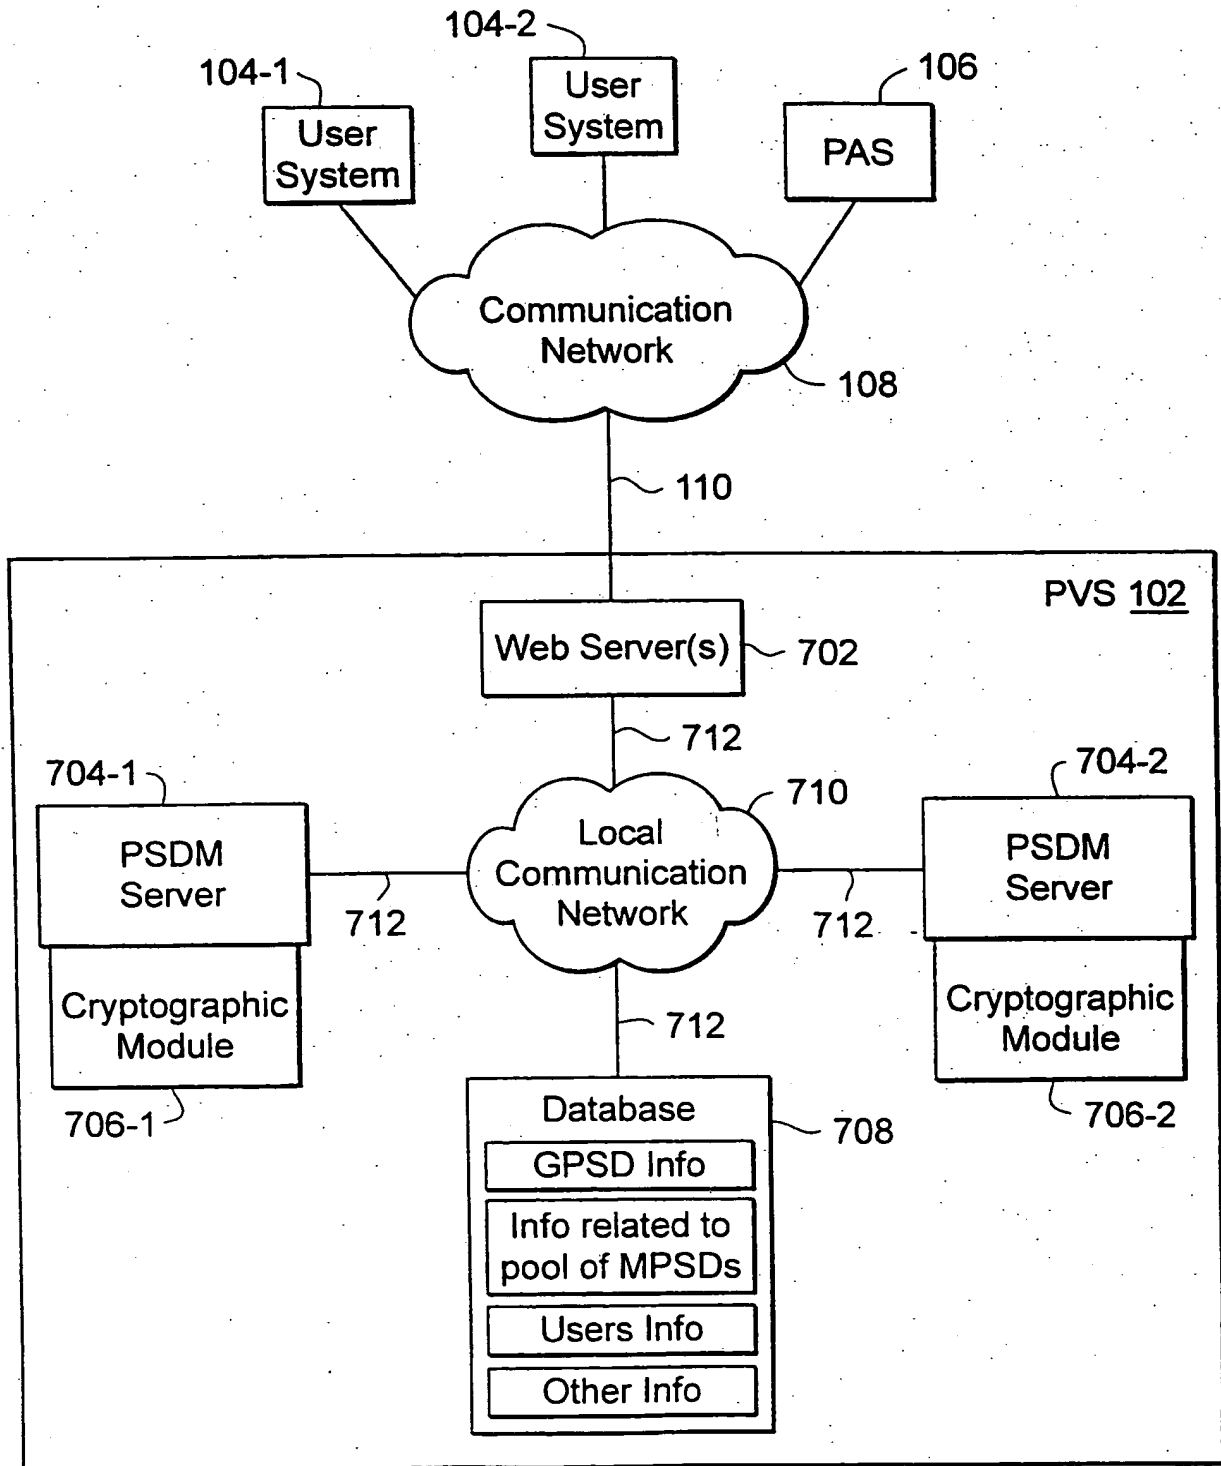 104-2
104-1
106
User
System
User
System
PAS
Communication
Network
108
110
PVS 102
Web Server(s)
702
712
704-1
704-2
710
PSDM
Server
Local
Communication
Network
PSDM
Server
712
712
Cryptographic
Module
Cryptographic
Module
712
706-1
706-2
Database
708
GPSD Info
Info related to
pool of MPSDs
Users Info
Other Info